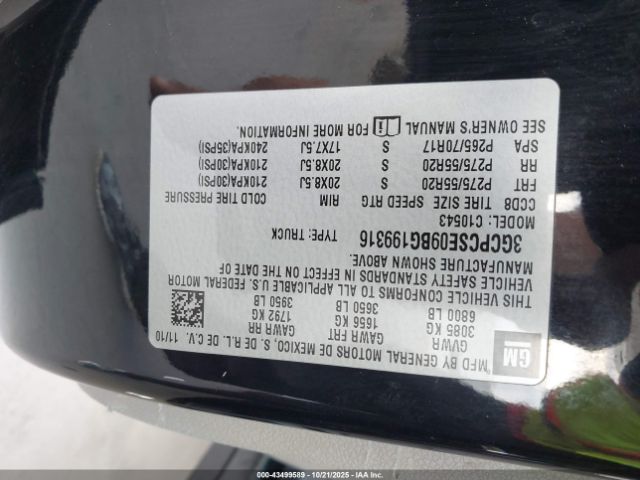 GM
MFD BY GENERAL MOTORS DE MEXICO, S. DE R.L. DE C.V. 11/10
GVWR GAWR FRT GAWR RR
3085 KG 1656 KG 1792 KG
6800 LB 3650 LB 3950 LB
THIS VEHICLE CONFORMS TO ALL APPLICABLE U.S. FEDERAL MOTOR
VEHICLE SAFETY STANDARDS IN EFFECT ON THE DATE OF
MANUFACTURE SHOWN ABOVE.
3GCPCSE09BG199316 TYPE: TRUCK
MODEL: C10543
CCD8 TIRE SIZE SPEED RTG RIM COLD TIRE PRESSURE
FRT P275/55R20 S 20X8.5J 210KPA(30PSI)
RR P275/55R20 S 20X8.5J 210KPA(30PSI)
SPA P265/70R17 S 17X7.5J 240KPA(35PSI)
SEE OWNER'S MANUAL FOR MORE INFORMATION.
000-43499589 - 10/21/2025 - IAAI.COM